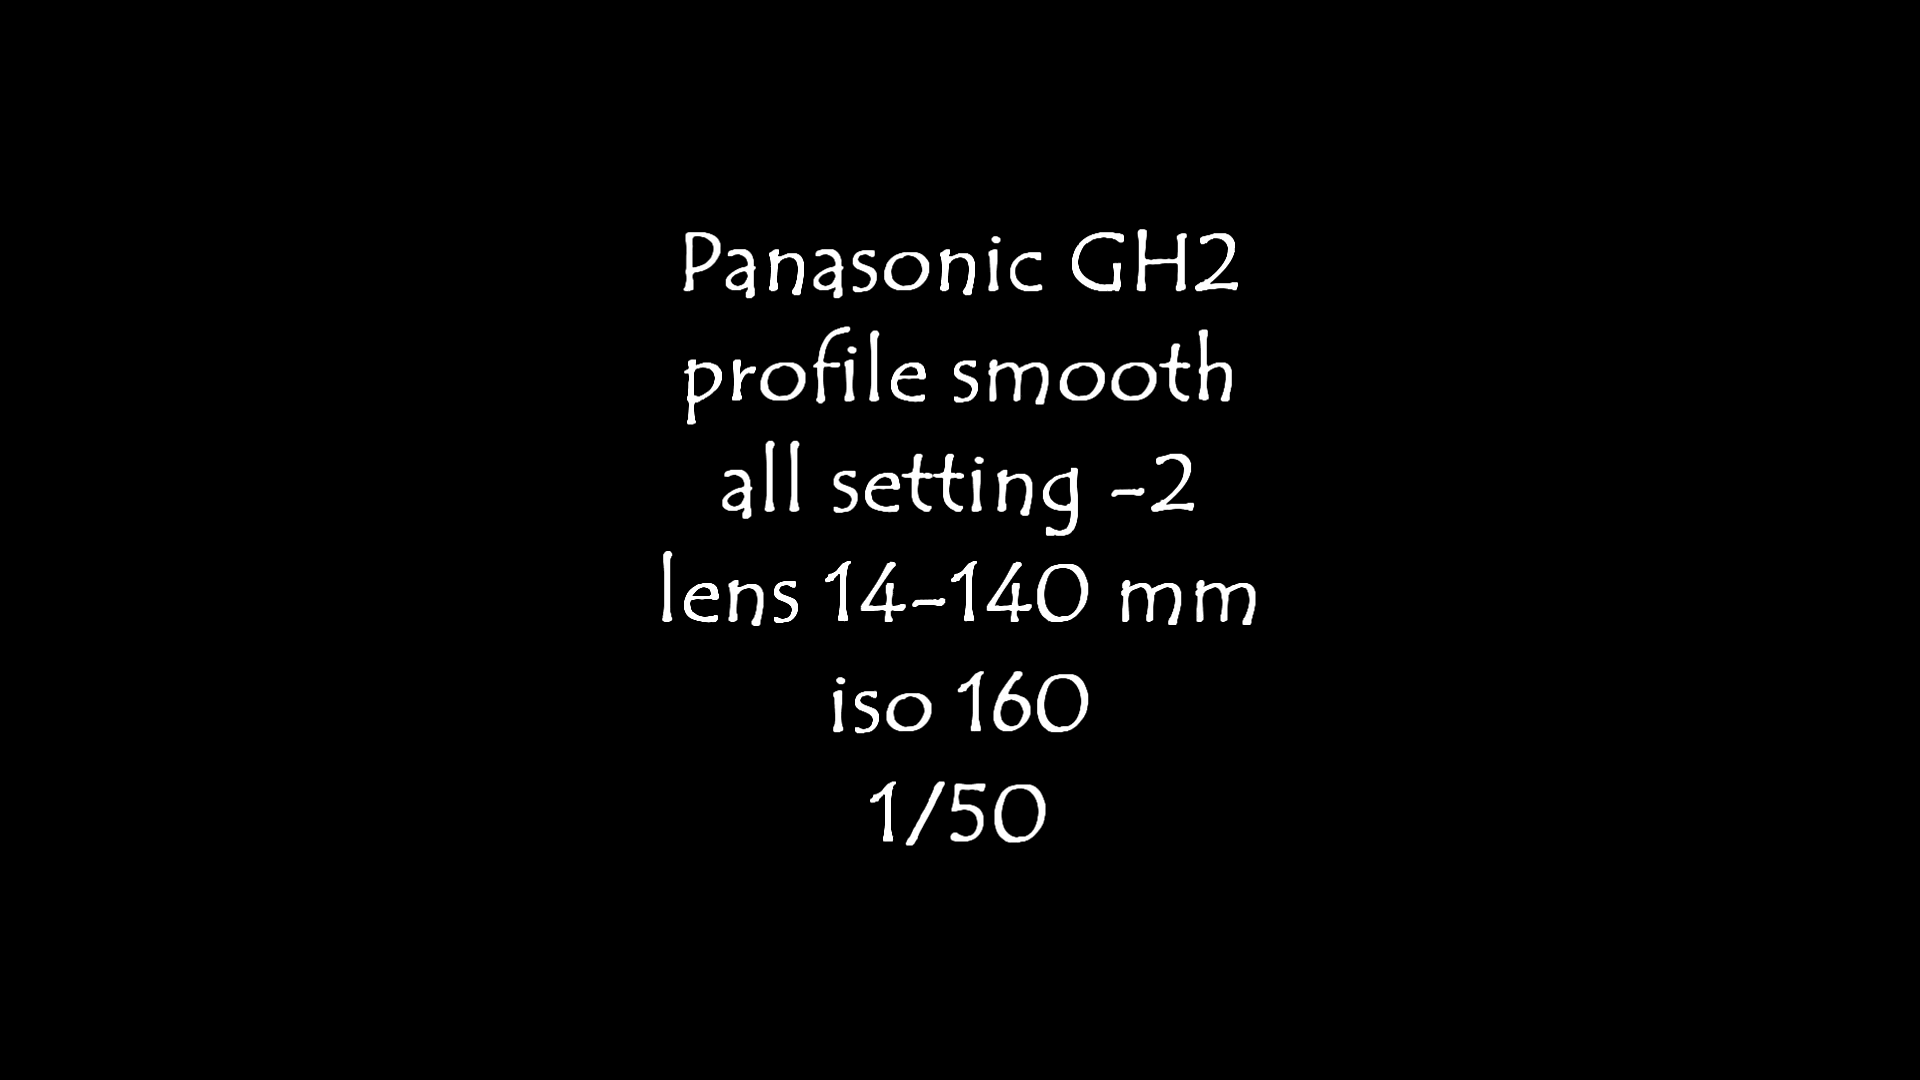 Panasonic GH2
profile smooth
all setting -2
lens 14-140 mm
iso 160
1/50